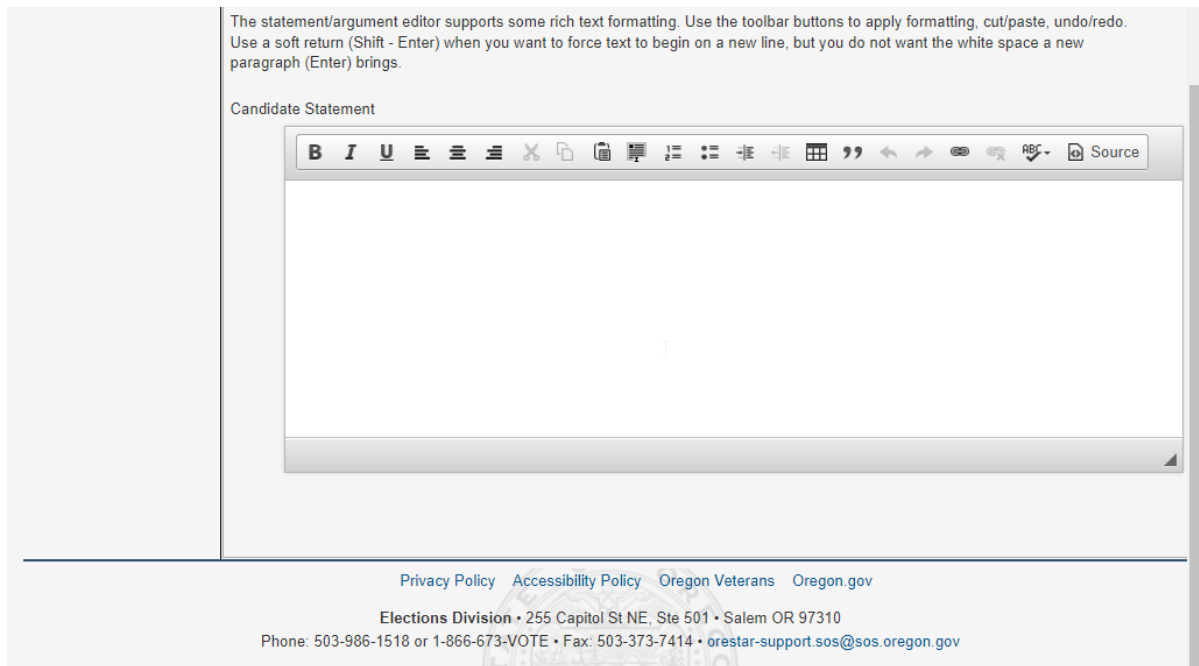 The statement/argument editor supports some rich text formatting. Use the toolbar buttons to apply formatting, cut/paste, undo/redo.
Use a soft return (Shift - Enter) when you want to force text to begin on a new line, but you do not want the white space a new
paragraph (Enter) brings.
Candidate Statement
B I U ABC Source
Privacy Policy Accessibility Policy Oregon Veterans Oregon.gov
Elections Division • 255 Capitol St NE, Ste 501 • Salem OR 97310
Phone: 503-986-1518 or 1-866-673-VOTE • Fax: 503-373-7414 • orestar-support.sos@sos.oregon.gov